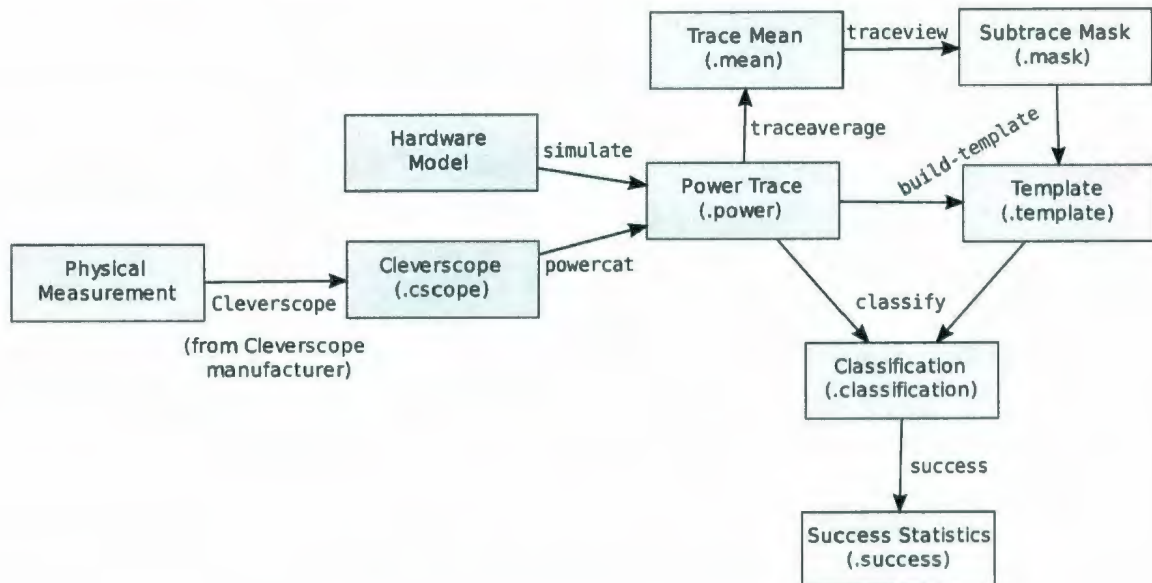 Trace Mean
(.mean)
traceview
Subtrace Mask
(.mask)
traceaverage
build-template
Hardware
Model
simulate
Power Trace
(.power)
Template
(.template)
Physical
Measurement
Cleverscope
(from Cleverscope
manufacturer)
Cleverscope
(.cscope)
powercat
classify
Classification
(.classification)
success
Success Statistics
(.success)